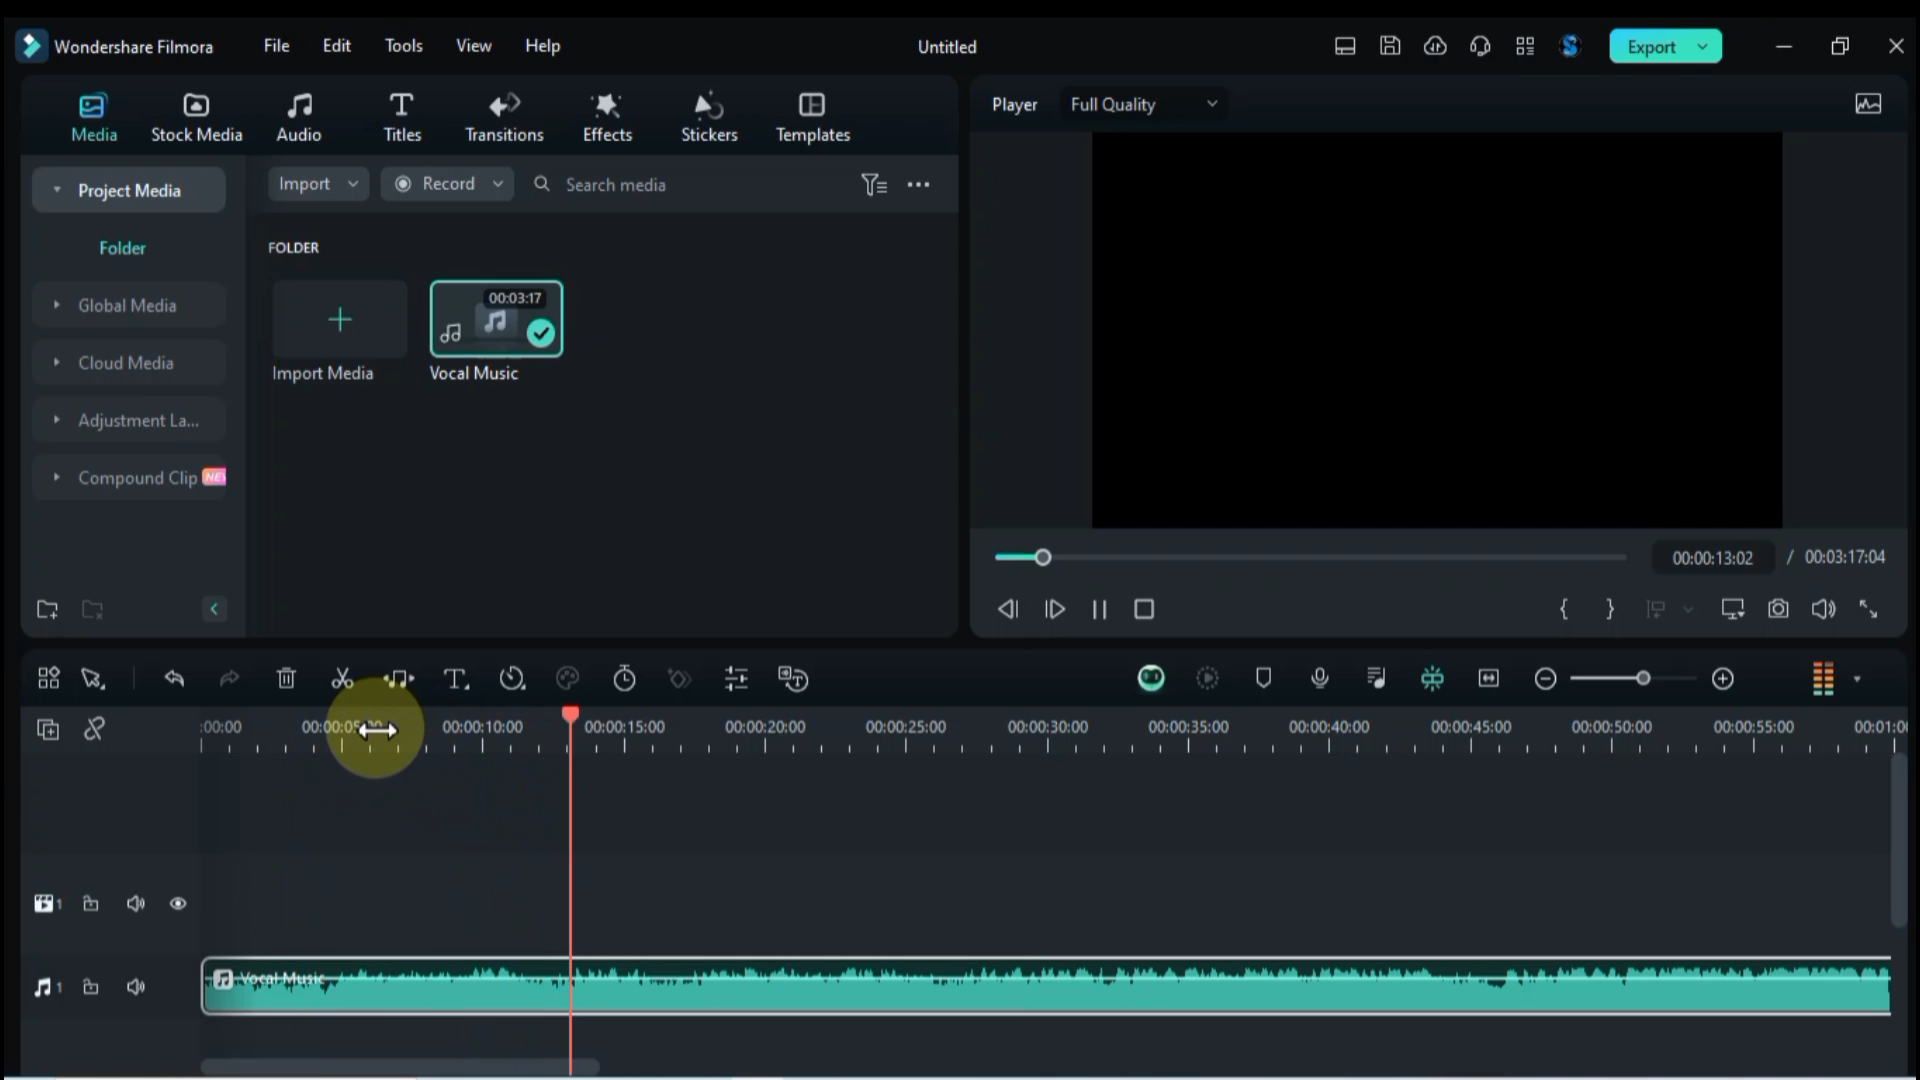 Wondershare Filmora
File
Edit
Tools
View
Help
Untitled
Export
Media
Stock Media
Audio
Titles
Transitions
Effects
Stickers
Templates
Player
Full Quality
Project Media
Import
Record
Search media
Folder
FOLDER
Global Media
Cloud Media
Adjustment La...
Compound Clip
00:03:17
Import Media
Vocal Music
00:00:13:02 / 00:03:17:04
:00:00
00:00:10:00
00:00:15:00
00:00:20:00
00:00:25:00
00:00:30:00
00:00:35:00
00:00:40:00
00:00:45:00
00:00:50:00
00:00:55:00
1
1
Vocal Music